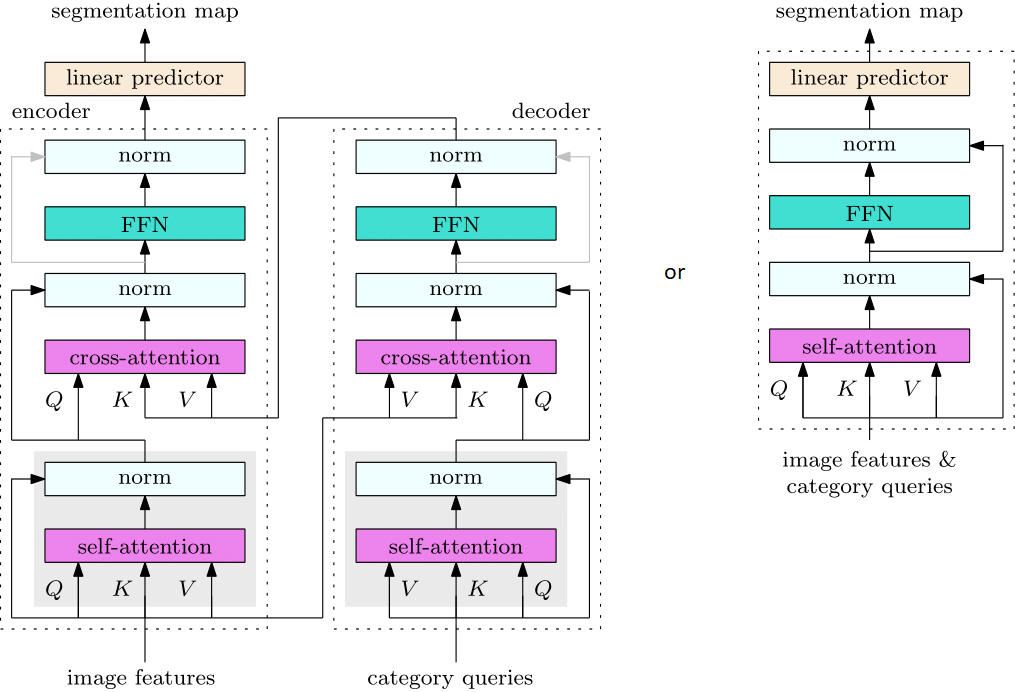 segmentation map
linear predictor
encoder
norm
FFN
norm
cross-attention
Q K V
norm
self-attention
Q K V
image features
decoder
norm
FFN
norm
cross-attention
V K Q
norm
self-attention
V K Q
category queries
or
segmentation map
linear predictor
norm
FFN
norm
self-attention
Q K V
image features &
category queries